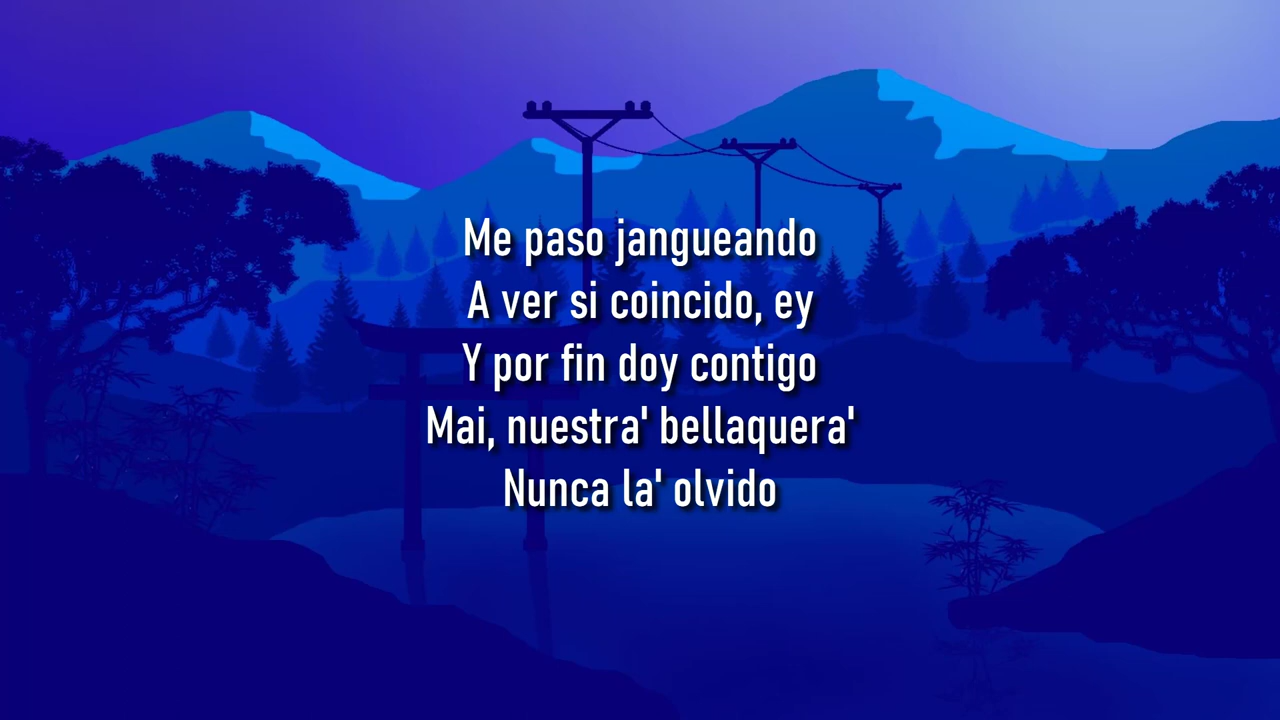 Me paso jangueando
A ver si coincido, ey
Y por fin doy contigo
Mai, nuestra' bellaquera'
Nunca la' olvido